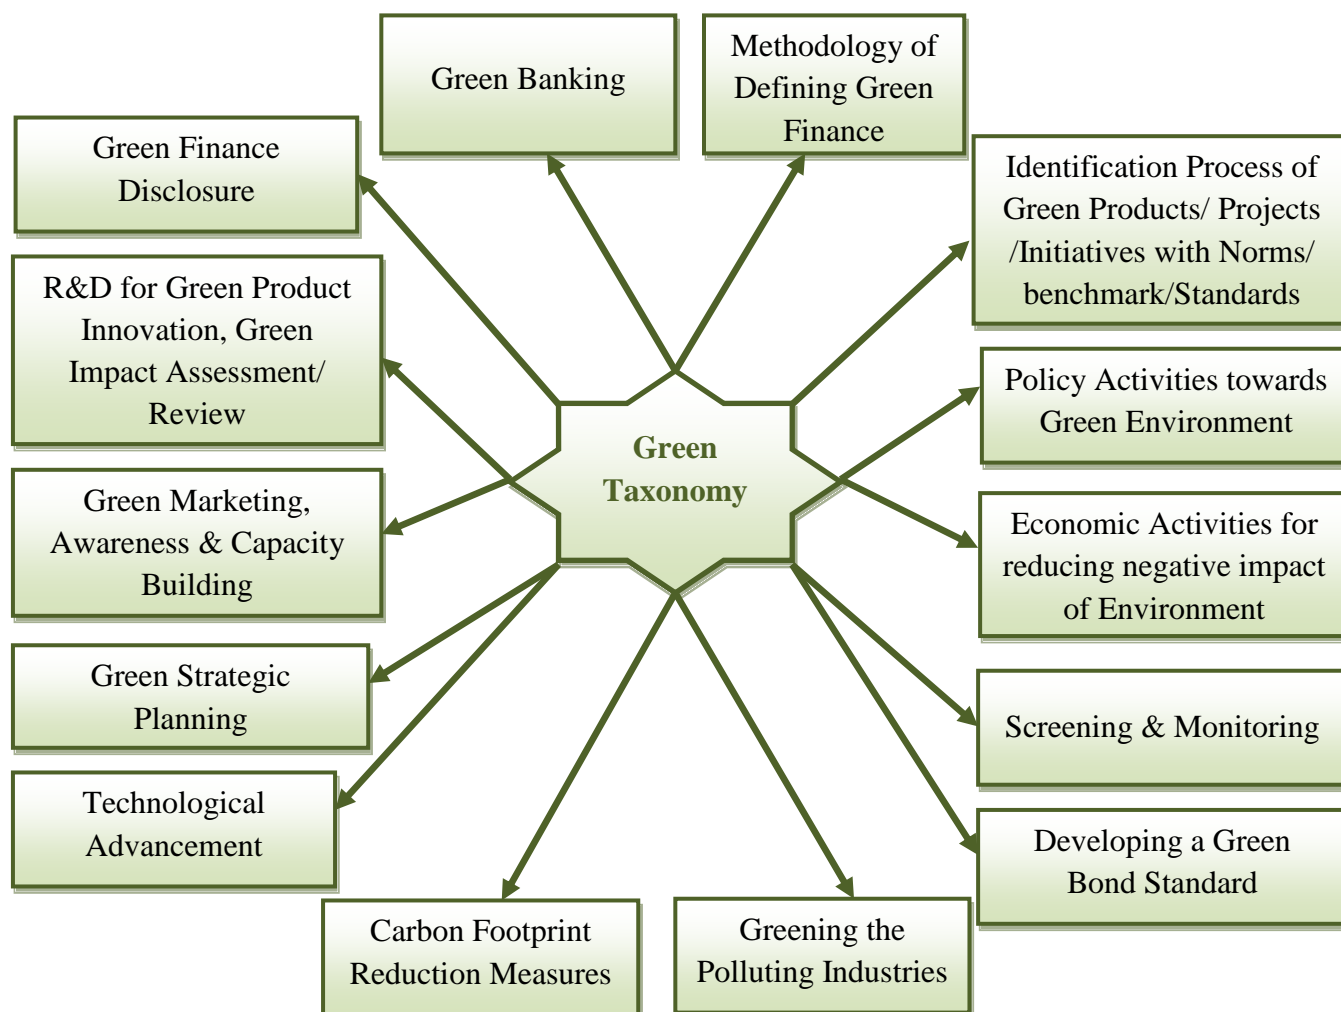 Green Banking
Methodology of
Defining Green
Finance
Green Finance
Disclosure
Identification Process of
Green Products/ Projects
/Initiatives with Norms/
benchmark/Standards
R&D for Green Product
Innovation, Green
Impact Assessment/
Review
Policy Activities towards
Green Environment
Green
Taxonomy
Green Marketing,
Awareness & Capacity
Building
Economic Activities for
reducing negative impact
of Environment
Green Strategic
Planning
Screening & Monitoring
Technological
Advancement
Developing a Green
Bond Standard
Carbon Footprint
Reduction Measures
Greening the
Polluting Industries